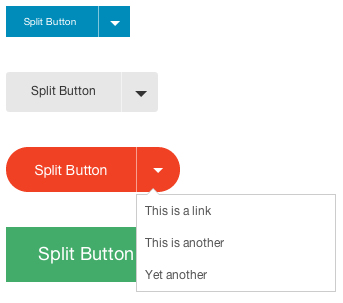 Split Button
Split Button
Split Button
This is a link
This is another
Split Button
Yet another